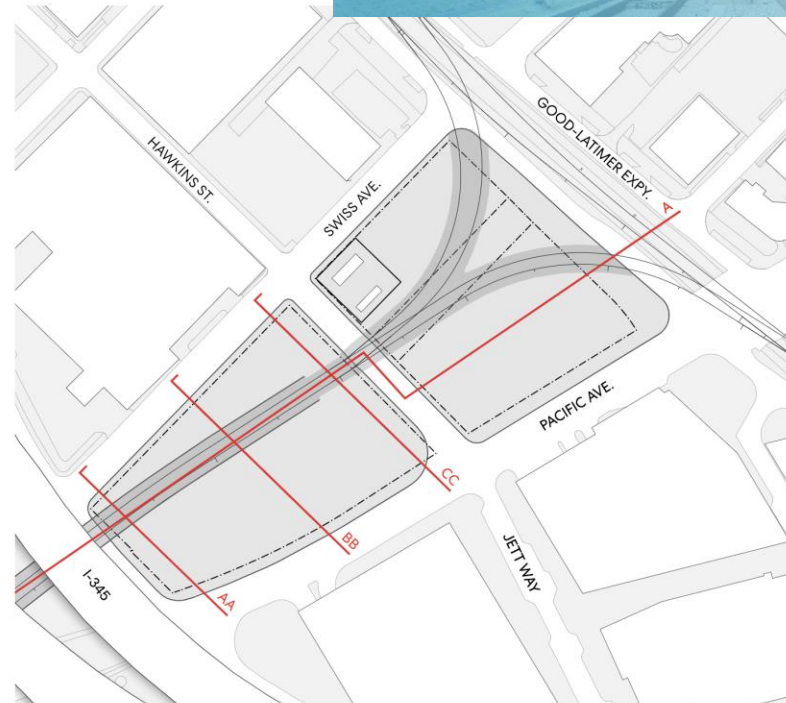 GOOD-LATIMER EXPY.
HAWKINS ST.
SWISS AVE.
A
PACIFIC AVE.
CC
BB
JETT WAY
I-345
AA